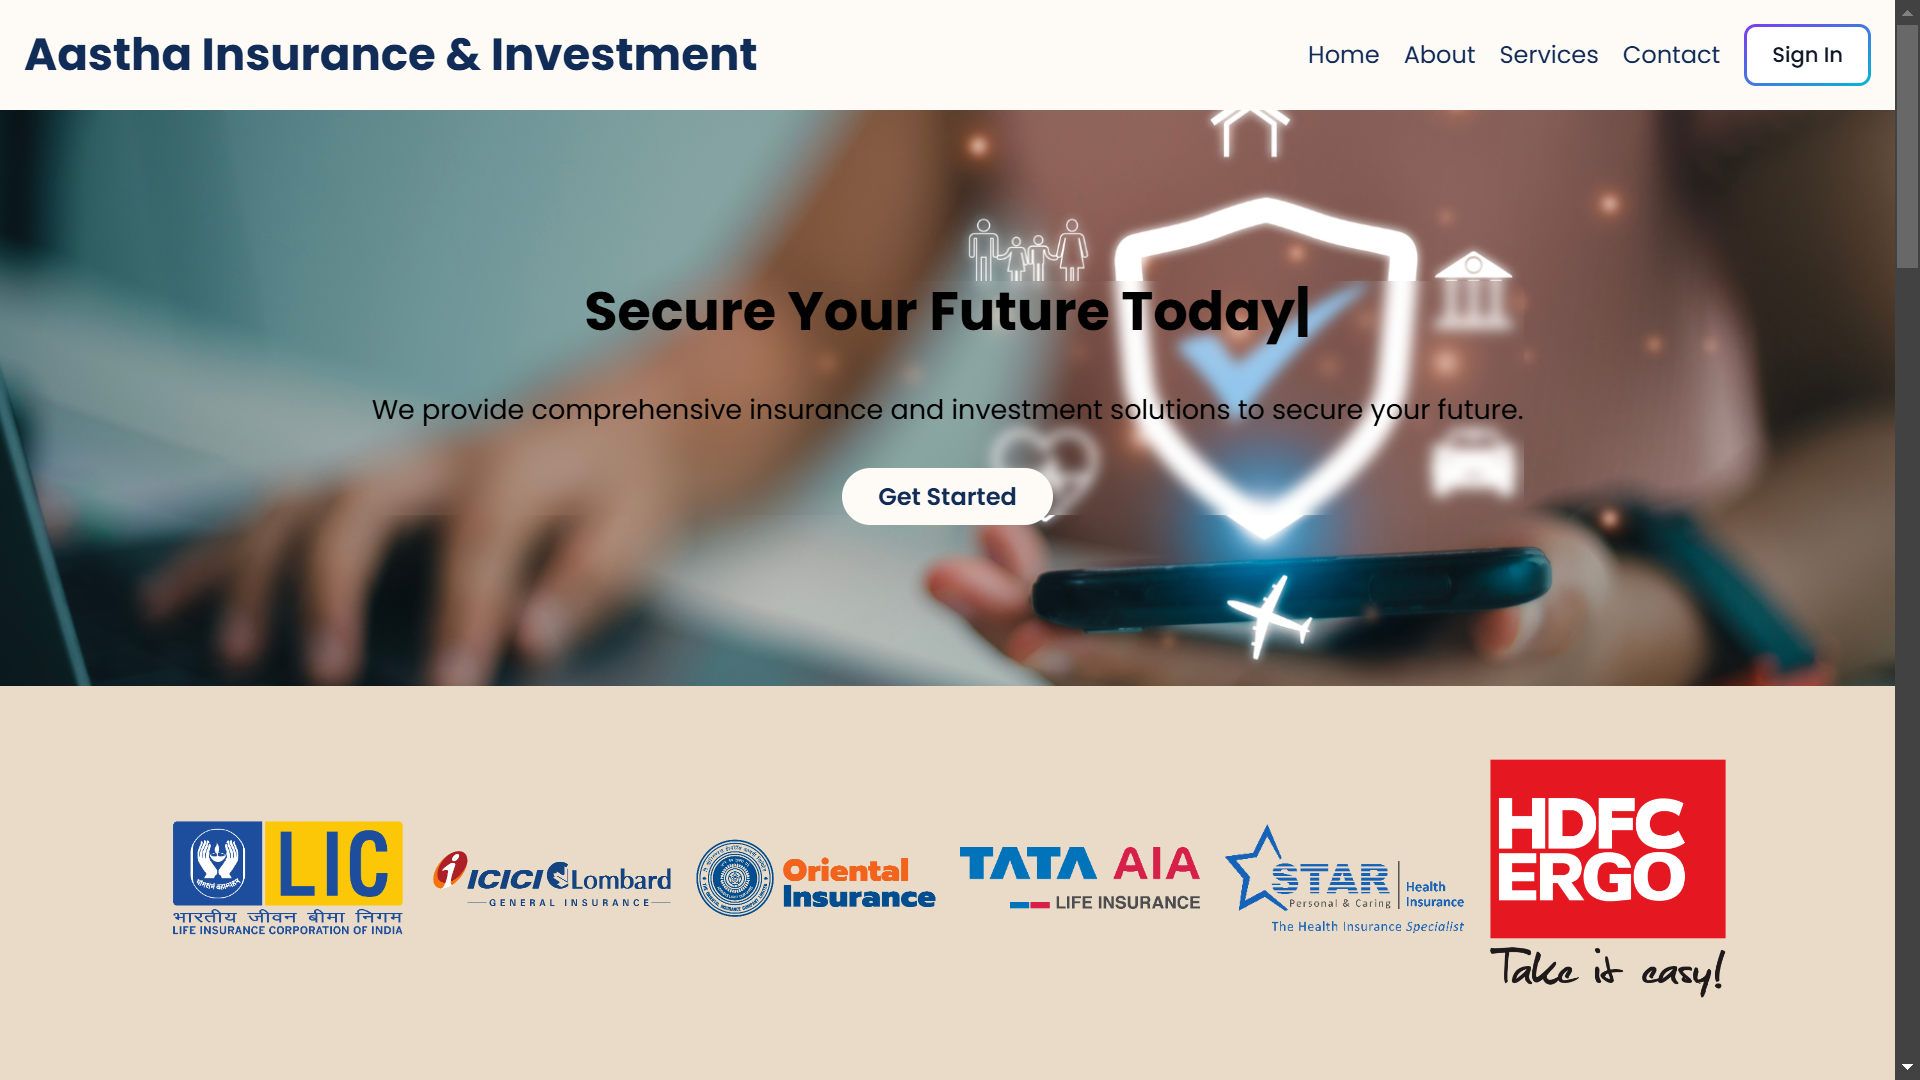 Aastha Insurance & Investment
Home About Services Contact Sign In
Secure Your Future Today|
We provide comprehensive insurance and investment solutions to secure your future.
Get Started
LIC
भारतीय जीवन बीमा निगम
LIFE INSURANCE CORPORATION OF INDIA
ICICI Lombard
GENERAL INSURANCE
Oriental
Insurance
TATA AIA
LIFE INSURANCE
STAR Health
Insurance
Personal & Caring
The Health Insurance Specialist
HDFC
ERGO
Take it easy!